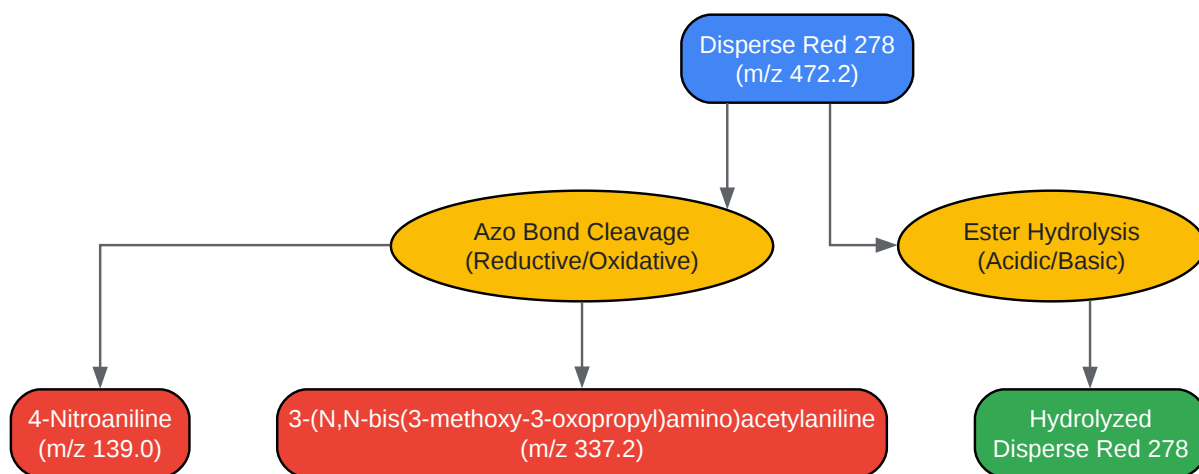 Disperse Red 278
(m/z 472.2)
Azo Bond Cleavage
(Reductive/Oxidative)
Ester Hydrolysis
(Acidic/Basic)
4-Nitroaniline
(m/z 139.0)
3-(N,N-bis(3-methoxy-3-oxopropyl)amino)acetylaniline
(m/z 337.2)
Hydrolyzed
Disperse Red 278